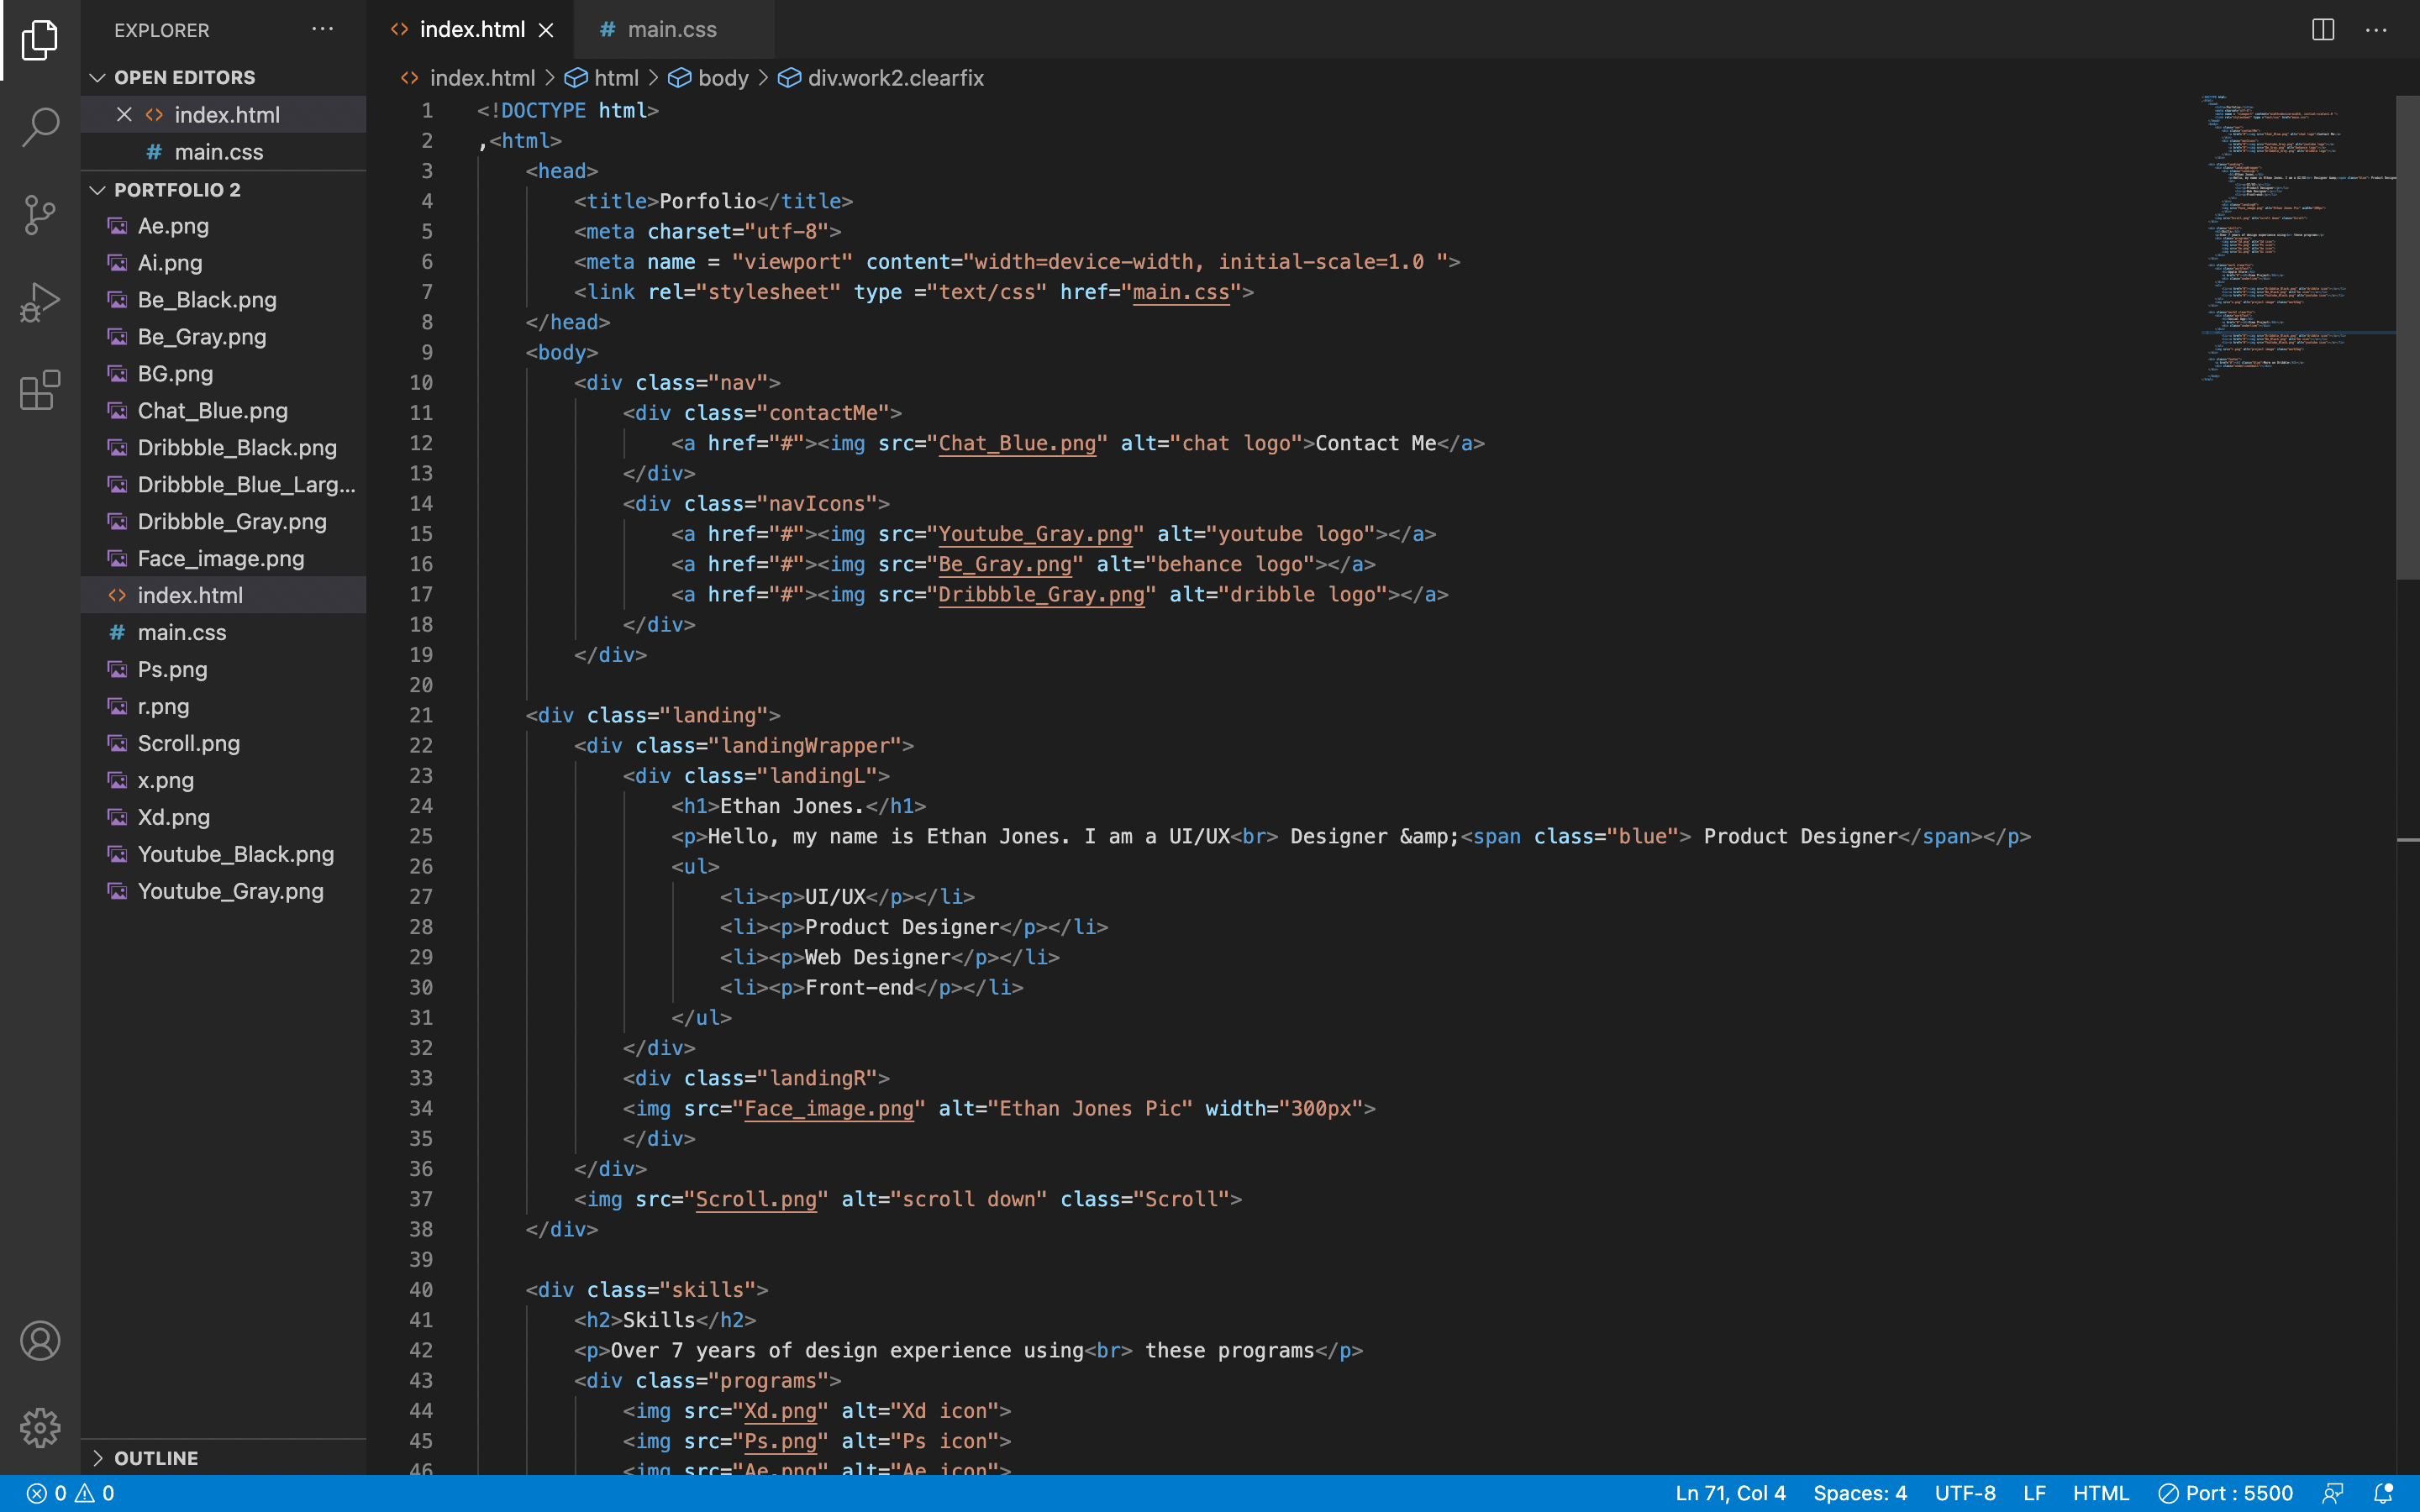 EXPLORER
OPEN EDITORS
index.html
main.css
PORTFOLIO 2
Ae.png
Ai.png
Be_Black.png
Be_Gray.png
BG.png
Chat_Blue.png
Dribbble_Black.png
Dribbble_Blue_Larg...
Dribbble_Gray.png
Face_image.png
index.html
main.css
Ps.png
r.png
Scroll.png
x.png
Xd.png
Youtube_Black.png
Youtube_Gray.png
OUTLINE
index.html # main.css
index.html > html > body > div.work2.clearfix
1 <!DOCTYPE html>
2 ,<html>
3 <head>
4 <title>Porfolio</title>
5 <meta charset="utf-8">
6 <meta name = "viewport" content="width=device-width, initial-scale=1.0 ">
7 <link rel="stylesheet" type ="text/css" href="main.css">
8 </head>
9 <body>
10 <div class="nav">
11 <div class="contactMe">
12 <a href="#"><img src="Chat_Blue.png" alt="chat logo">Contact Me</a>
13 </div>
14 <div class="navIcons">
15 <a href="#"><img src="Youtube_Gray.png" alt="youtube logo"></a>
16 <a href="#"><img src="Be_Gray.png" alt="behance logo"></a>
17 <a href="#"><img src="Dribbble_Gray.png" alt="dribble logo"></a>
18 </div>
19 </div>
20
21 <div class="landing">
22 <div class="landingWrapper">
23 <div class="landingL">
24 <h1>Ethan Jones.</h1>
25 <p>Hello, my name is Ethan Jones. I am a UI/UX<br> Designer &amp;<span class="blue"> Product Designer</span></p>
26 <ul>
27 <li><p>UI/UX</p></li>
28 <li><p>Product Designer</p></li>
29 <li><p>Web Designer</p></li>
30 <li><p>Front-end</p></li>
31 </ul>
32 </div>
33 <div class="landingR">
34 <img src="Face_image.png" alt="Ethan Jones Pic" width="300px">
35 </div>
36 </div>
37 <img src="Scroll.png" alt="scroll down" class="Scroll">
38 </div>
39
40 <div class="skills">
41 <h2>Skills</h2>
42 <p>Over 7 years of design experience using<br> these programs</p>
43 <div class="programs">
44 <img src="Xd.png" alt="Xd icon">
45 <img src="Ps.png" alt="Ps icon">
46 <img src="Ae.png" alt="Ae icon">
0 0 Ln 71, Col 4 Spaces: 4 UTF-8 LF HTML Port : 5500